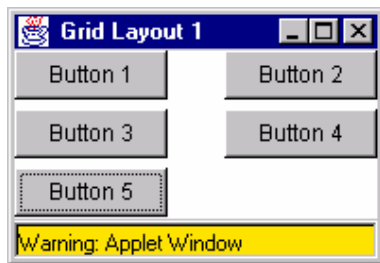 Grid Layout 1
Button 1 Button 2
Button 3 Button 4
Button 5
Warning: Applet Window